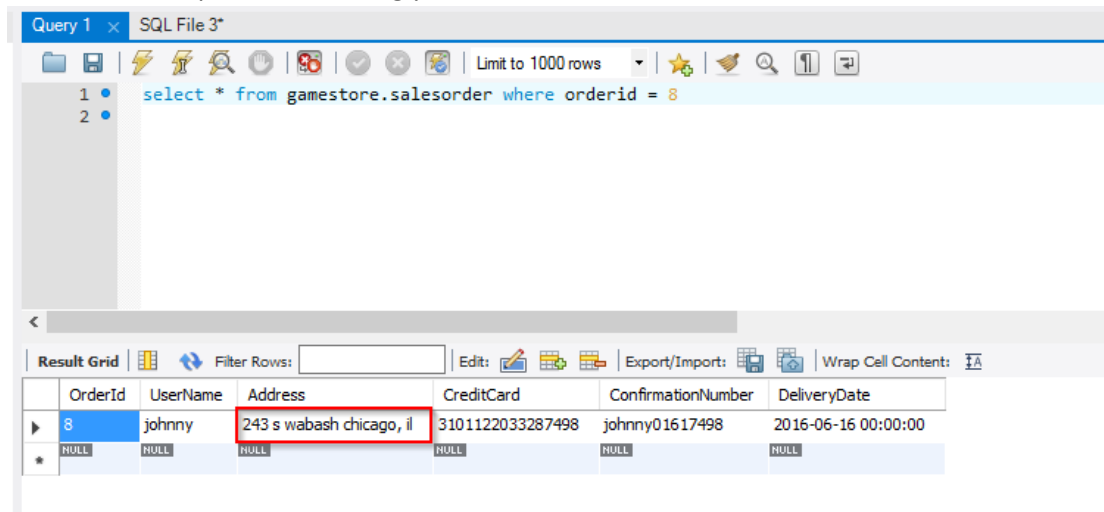 Query 1 × SQL File 3*
Limit to 1000 rows
1 select * from gamestore.salesorder where orderid = 8
2
Result Grid Filter Rows: Edit: Export/Import: Wrap Cell Content: IA
OrderId UserName Address CreditCard ConfirmationNumber DeliveryDate
8 johnny 243 s wabash chicago, il 3101122033287498 johnny01617498 2016-06-16 00:00:00
NULL NULL NULL NULL NULL NULL